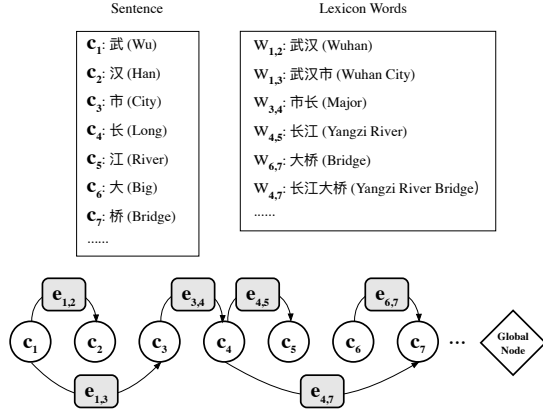 Sentence
Lexicon Words
c1: 武 (Wu)
c2: 汉 (Han)
c3: 市 (City)
c4: 长 (Long)
c5: 江 (River)
c6: 大 (Big)
c7: 桥 (Bridge)
......
w1,2: 武汉 (Wuhan)
w1,3: 武汉市 (Wuhan City)
w3,4: 市长 (Major)
w4,5: 长江 (Yangzi River)
w6,7: 大桥 (Bridge)
w4,7: 长江大桥 (Yangzi River Bridge)
......
e1,2 e3,4 e4,5 e6,7
c1 c2 c3 c4 c5 c6 c7 ... Global
Node
e1,3 e4,7